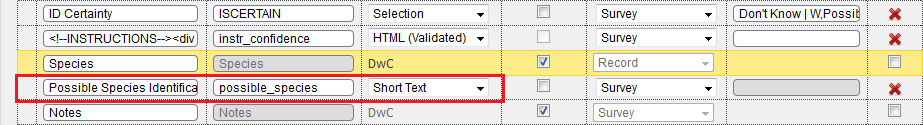 ID Certainty ISCERTAIN Selection Survey Don't Know | W,Possib
<!--INSTRUCTIONS--><div instr_confidence HTML (Validated) Survey
Species Species DwC Record
Possible Species Identifica possible_species Short Text Survey
Notes Notes DwC Survey